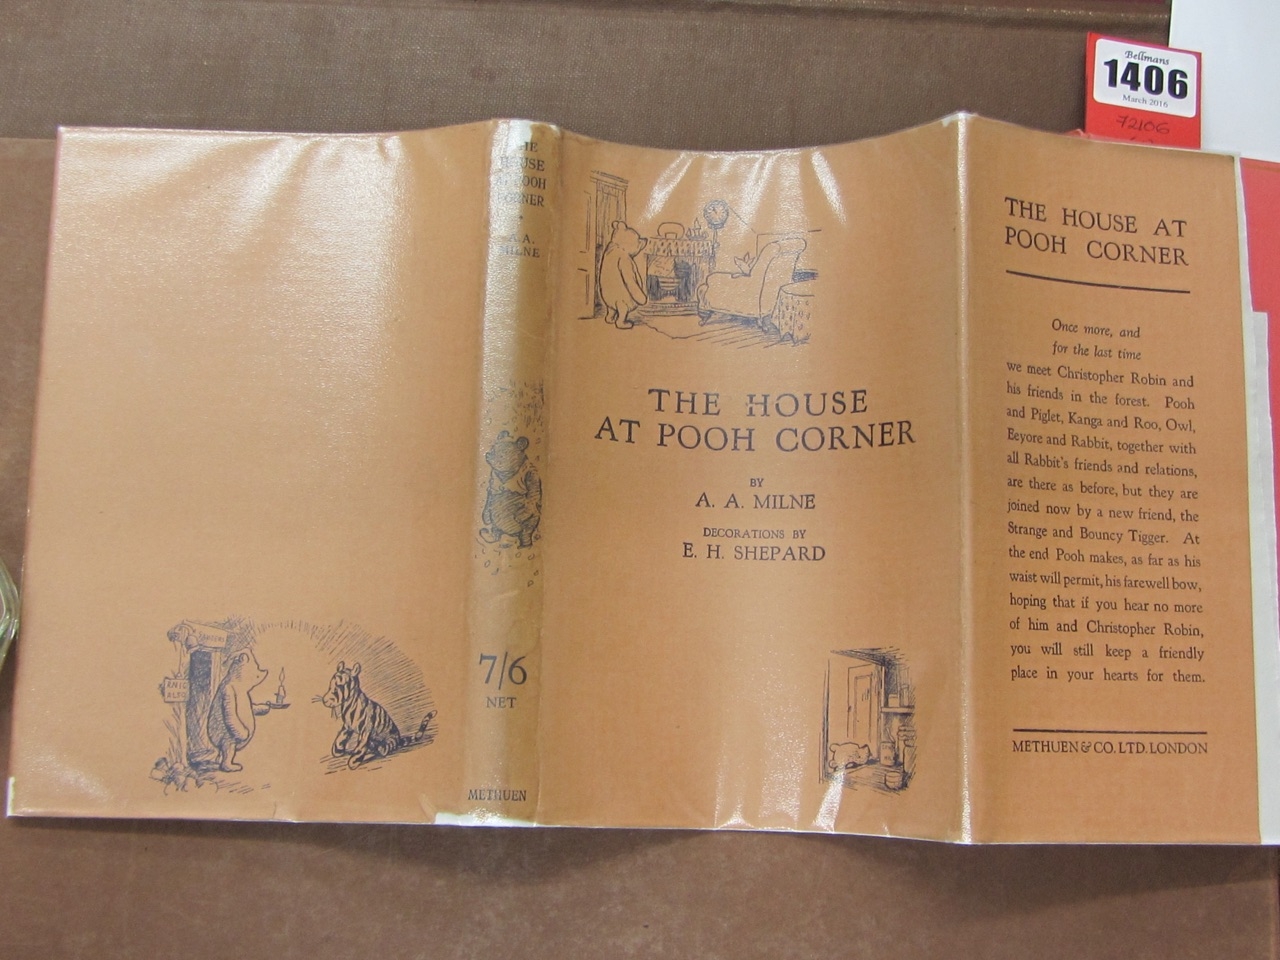 Bellmans
1406
March 2016
72106
THE
HOUSE
AT POOH
CORNER
A. A.
MILNE
7/6
NET
METHUEN
THE HOUSE
AT POOH CORNER
BY
A. A. MILNE
DECORATIONS BY
E. H. SHEPARD
THE HOUSE AT
POOH CORNER
Once more, and
for the last time
we meet Christopher Robin and
his friends in the forest. Pooh
and Piglet, Kanga and Roo, Owl,
Eeyore and Rabbit, together with
all Rabbit's friends and relations,
are there as before, but they are
joined now by a new friend, the
Strange and Bouncy Tigger. At
the end Pooh makes, as far as his
waist will permit, his farewell bow,
hoping that if you hear no more
of him and Christopher Robin,
you will still keep a friendly
place in your hearts for them.
METHUEN & CO. LTD. LONDON